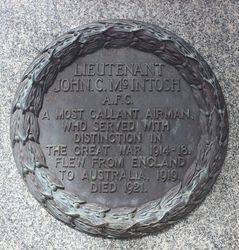 LIEUTENANT
JOHN. C. McINTOSH
A.F.C.
A MOST GALLANT AIRMAN,
WHO SERVED WITH
DISTINCTION IN
THE GREAT WAR 1914-18.
FLEW FROM ENGLAND
TO AUSTRALIA. 1919.
DIED 1921.